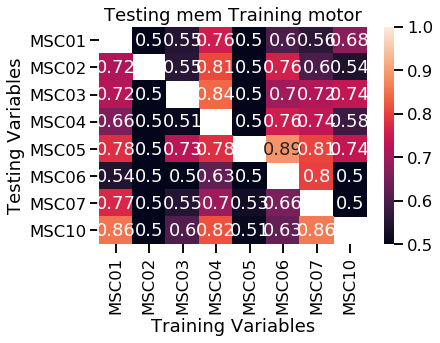 Testing mem Training motor
MSC01 0.5 0.55 0.76 0.5 0.6 0.56 0.68
MSC02 0.72 0.55 0.81 0.5 0.76 0.6 0.54
MSC03 0.72 0.5 0.84 0.5 0.7 0.72 0.74
MSC04 0.66 0.5 0.5 0.5 0.76 0.74 0.58
MSC05 0.78 0.5 0.73 0.78 0.89 0.81 0.74
MSC06 0.54 0.5 0.5 0.63 0.5 0.8 0.5
MSC07 0.77 0.5 0.55 0.7 0.53 0.66 0.5
MSC10 0.86 0.5 0.6 0.82 0.51 0.63 0.86
MSC01 MSC02 MSC03 MSC04 MSC05 MSC06 MSC07 MSC10
Training Variables
Testing Variables
1.0
0.9
0.8
0.7
0.6
0.5